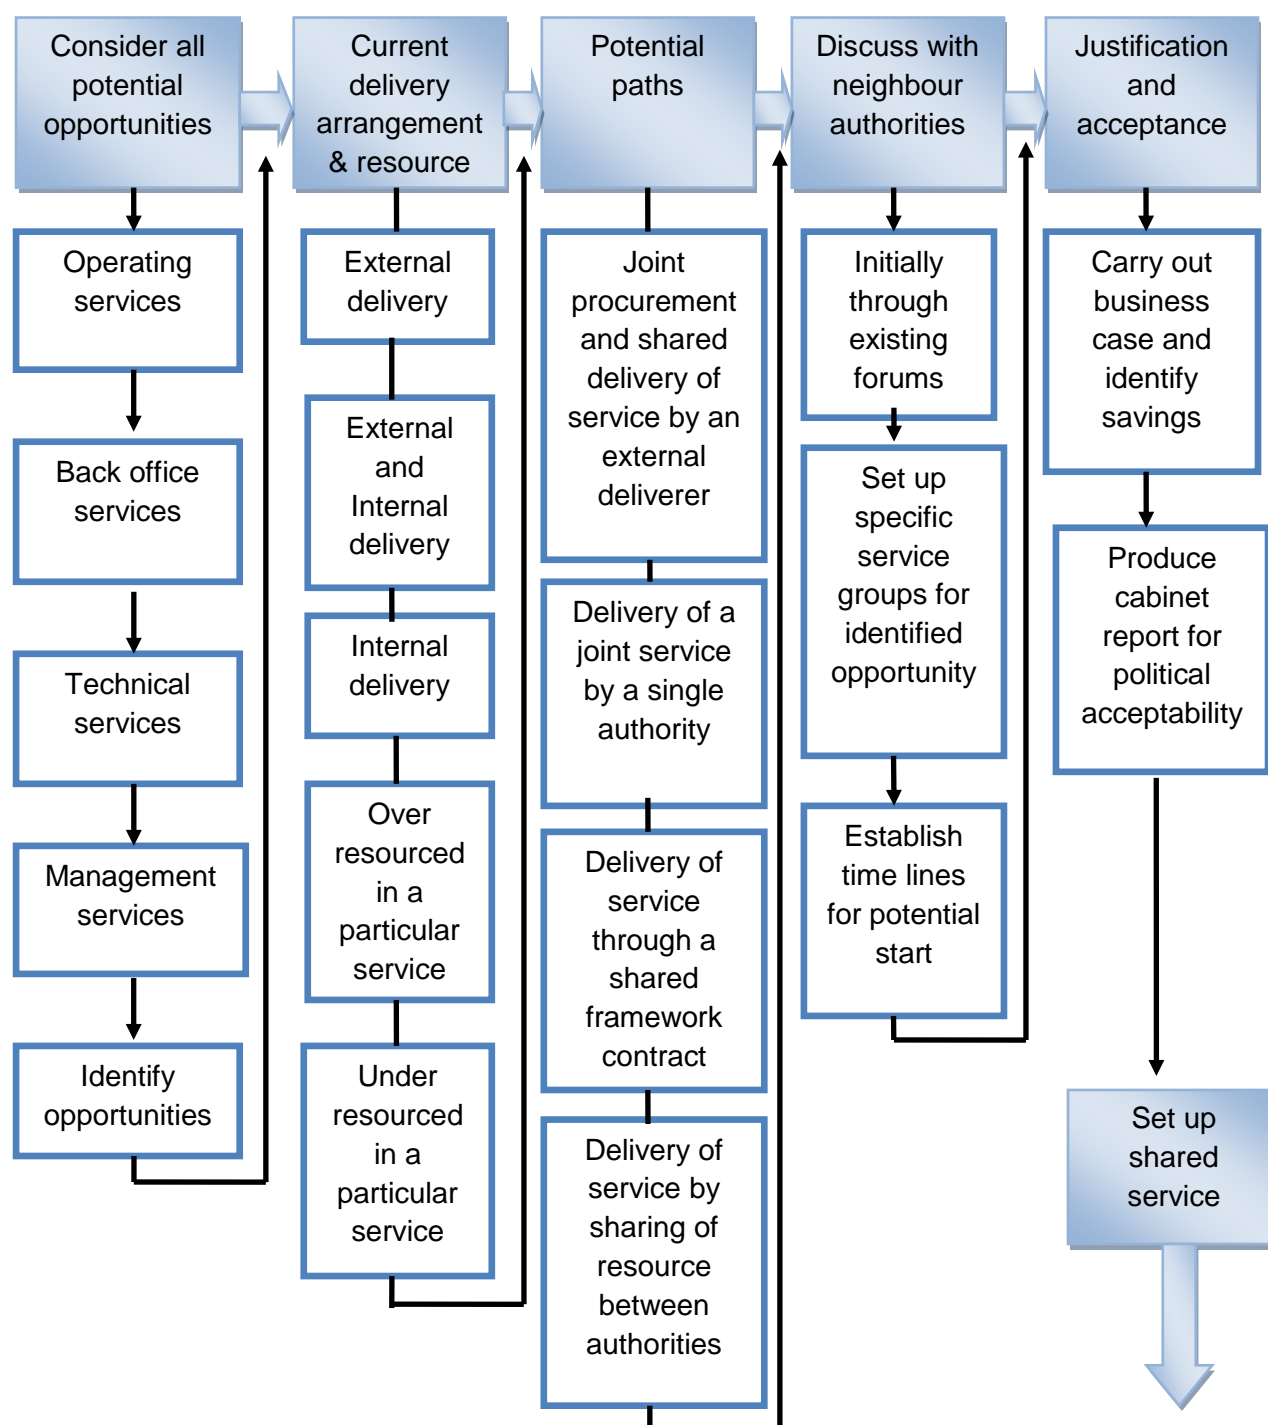 Consider all
potential
opportunities
Operating
services
Back office
services
Technical
services
Management
services
Identify
opportunities
Current
delivery
arrangement
& resource
External
delivery
External
and
Internal
delivery
Internal
delivery
Over
resourced
in a
particular
service
Under
resourced
in a
particular
service
Potential
paths
Joint
procurement
and shared
delivery of
service by an
external
deliverer
Delivery of a
joint service
by a single
authority
Delivery of
service
through a
shared
framework
contract
Delivery of
service by
sharing of
resource
between
authorities
Discuss with
neighbour
authorities
Initially
through
existing
forums
Set up
specific
service
groups for
identified
opportunity
Establish
time lines
for potential
start
Justification
and
acceptance
Carry out
business
case and
identify
savings
Produce
cabinet
report for
political
acceptability
Set up
shared
service